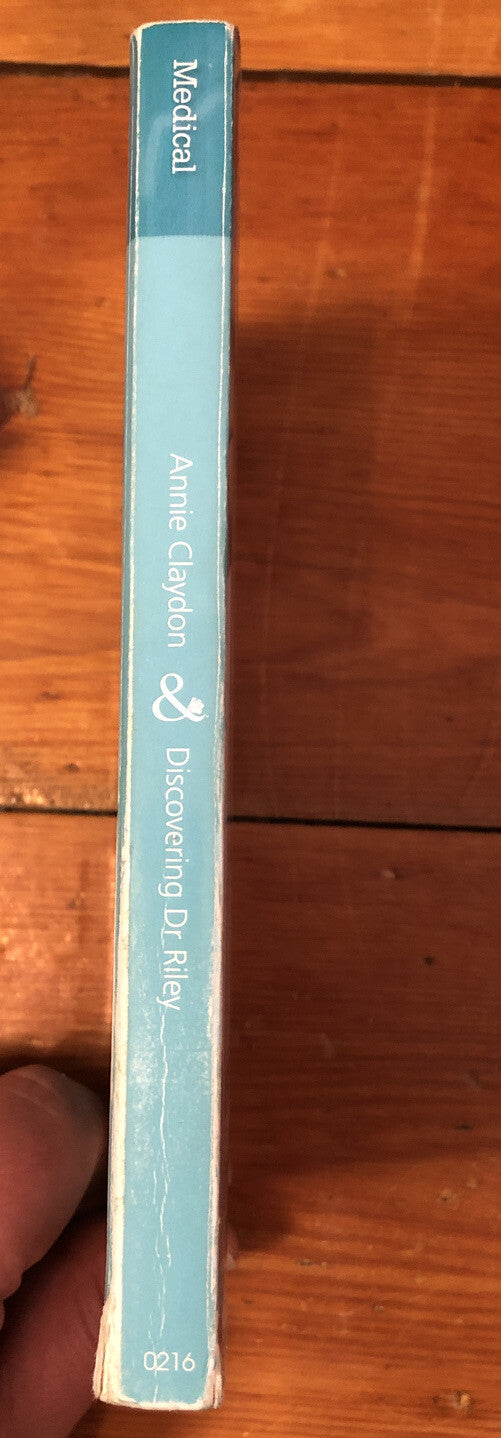 Medical
Annie Claydon & Discovering Dr Riley
0216